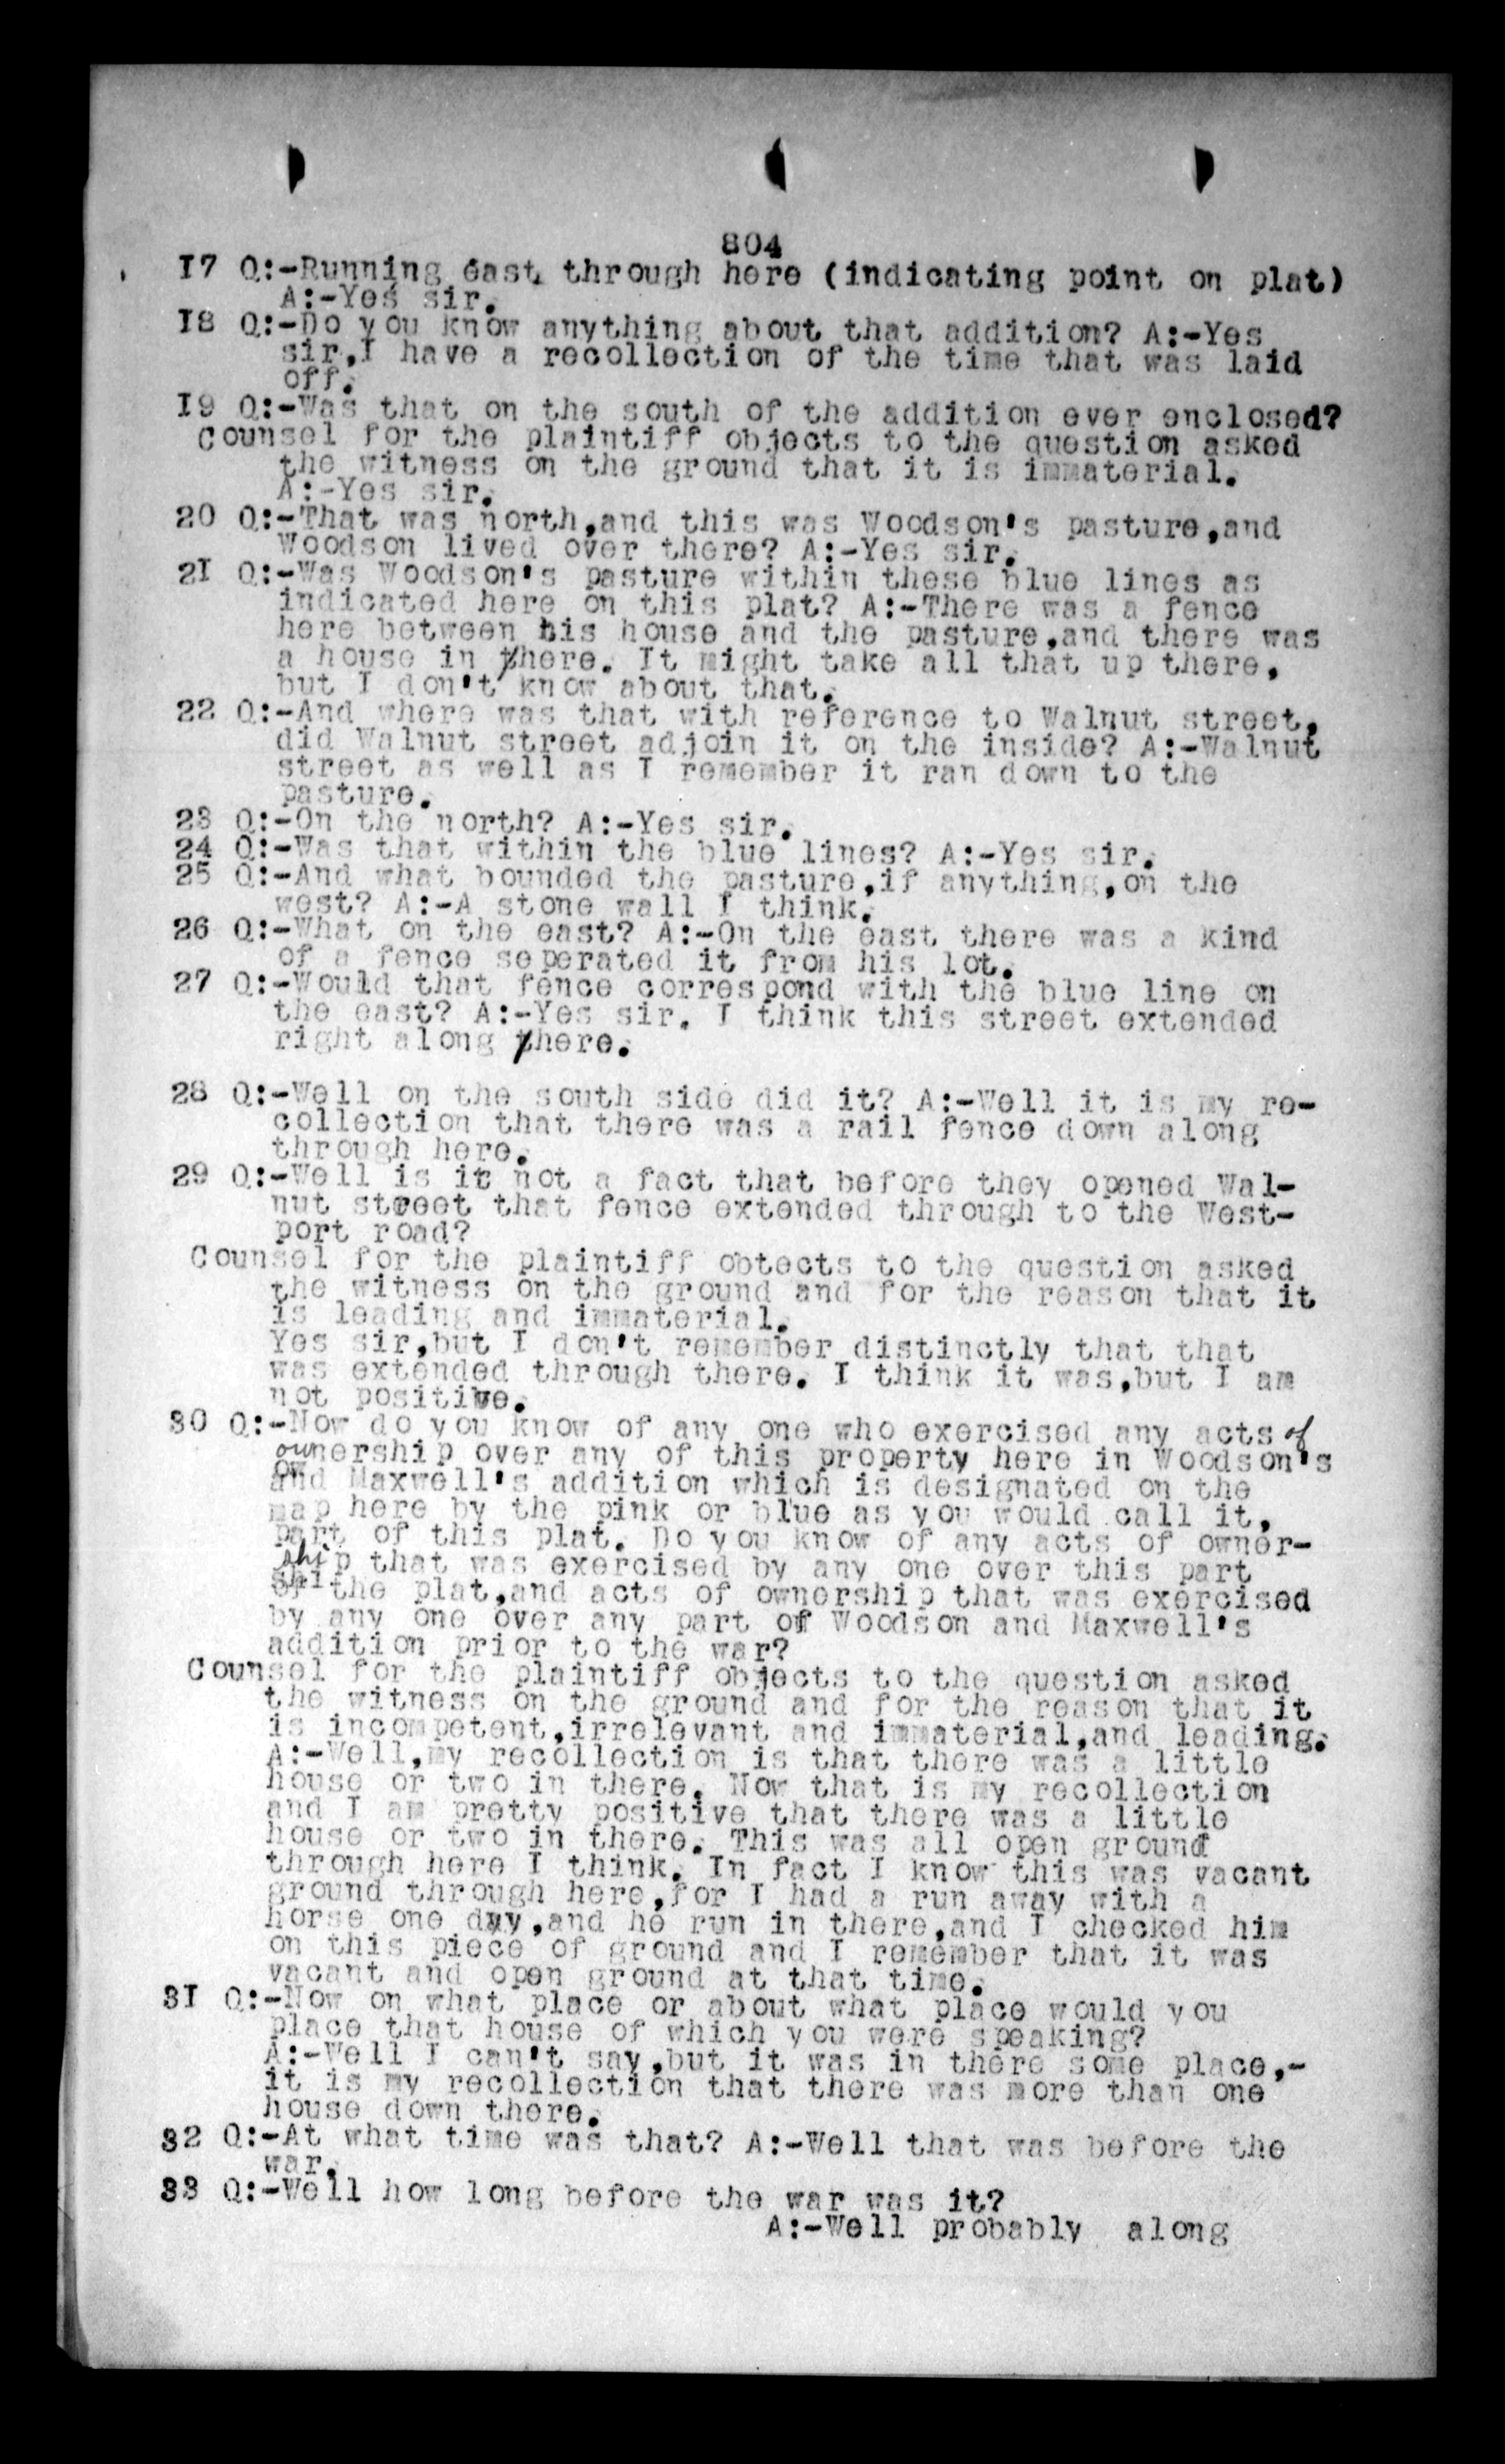 804
17 Q:-Running east through here (indicating point on plat)
A:-Yes sir.
18 Q:-Do you know anything about that addition? A:-Yes
sir,I have a recollection of the time that was laid
off.
19 Q:-Was that on the south of the addition ever enclosed?
Counsel for the plaintiff objects to the question asked
the witness on the ground that it is immaterial.
A:-Yes sir.
20 Q:-That was north,and this was Woodson's pasture,and
Woodson lived over there? A:-Yes sir.
21 Q:-Was Woodson's pasture within these blue lines as
indicated here on this plat? A:-There was a fence
here between his house and the pasture,and there was
a house in there. It might take all that up there,
but I don't know about that.
22 Q:-And where was that with reference to Walnut street,
did Walnut street adjoin it on the inside? A:-Walnut
street as well as I remember it ran down to the
pasture.
23 Q:-On the north? A:-Yes sir.
24 Q:-Was that within the blue lines? A:-Yes sir.
25 Q:-And what bounded the pasture,if anything,on the
west? A:-A stone wall I think.
26 Q:-What on the east? A:-On the east there was a kind
of a fence seperated it from his lot.
27 Q:-Would that fence correspond with the blue line on
the east? A:-Yes sir. I think this street extended
right along there.
28 Q:-Well on the south side did it? A:-Well it is my re-
collection that there was a rail fence down along
through here.
29 Q:-Well is it not a fact that before they opened Wal-
nut street that fence extended through to the West-
port road?
Counsel for the plaintiff obtects to the question asked
the witness on the ground and for the reason that it
is leading and immaterial.
Yes sir,but I don't remember distinctly that that
was extended through there. I think it was,but I am
not positive.
30 Q:-Now do you know of any one who exercised any acts of
ownership over any of this property here in Woodson's
and Maxwell's addition which is designated on the
map here by the pink or blue as you would call it,
part of this plat. Do you know of any acts of owner-
ship that was exercised by any one over this part
of the plat,and acts of ownership that was exercised
by any one over any part of Woodson and Maxwell's
addition prior to the war?
Counsel for the plaintiff objects to the question asked
the witness on the ground and for the reason that it
is incompetent,irrelevant and immaterial,and leading.
A:-Well,my recollection is that there was a little
house or two in there. Now that is my recollection
and I am pretty positive that there was a little
house or two in there. This was all open ground
through here I think. In fact I know this was vacant
ground through here,for I had a run away with a
horse one day,and he run in there,and I checked him
on this piece of ground and I remember that it was
vacant and open ground at that time.
31 Q:-Now on what place or about what place would you
place that house of which you were speaking?
A:-Well I can't say,but it was in there some place,-
it is my recollection that there was more than one
house down there.
32 Q:-At what time was that? A:-Well that was before the
war.
33 Q:-Well how long before the war was it?
A:-Well probably along